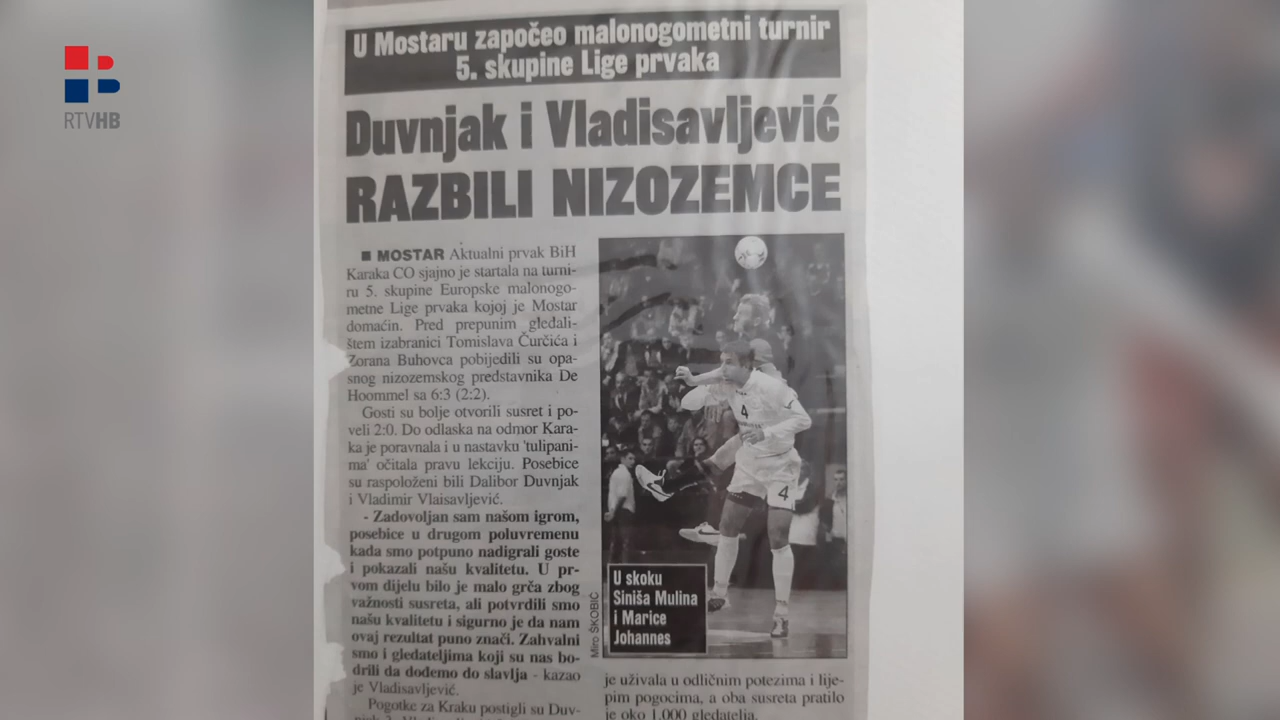 RTVHB
U Mostaru započeo malonogometni turnir
5. skupine Lige prvaka
Duvnjak i Vladisavljević
RAZBILI NIZOZEMCE
■ MOSTAR Aktualni prvak BiH
Karaka CO sjajno je startala na turni-
ru 5. skupine Europske malonogo-
metne Lige prvaka kojoj je Mostar
domaćin. Pred prepunim gledali-
štem izabranici Tomislava Čurčića i
Zorana Buhovca pobijedili su opa-
snog nizozemskog predstavnika De
Hoommel sa 6:3 (2:2).
Gosti su bolje otvorili susret i po-
veli 2:0. Do odlaska na odmor Kara-
ka je poravnala i u nastavku 'tulipani-
ma' očitala pravu lekciju. Posebice
su raspoloženi bili Dalibor Duvnjak
i Vladimir Vlaisavljević.
- Zadovoljan sam našom igrom,
posebice u drugom poluvremenu
kada smo potpuno nadigrali goste
i pokazali našu kvalitetu. U pr-
vom dijelu bilo je malo grča zbog
važnosti susreta, ali potvrdili smo
našu kvalitetu i sigurno je da nam
ovaj rezultat puno znači. Zahvalni
smo i gledateljima koji su nas bo-
drili da dođemo do slavlja - kazao
je Vladisavljević.
Pogotke za Kraku postigli su Duv-
4
4
U skoku
Siniša Mulina
i Marice
Johannes
Miro ŠKOBIĆ
je uživala u odličnim potezima i lije-
pim pogocima, a oba susreta pratilo
je oko 1.000 gledatelja.